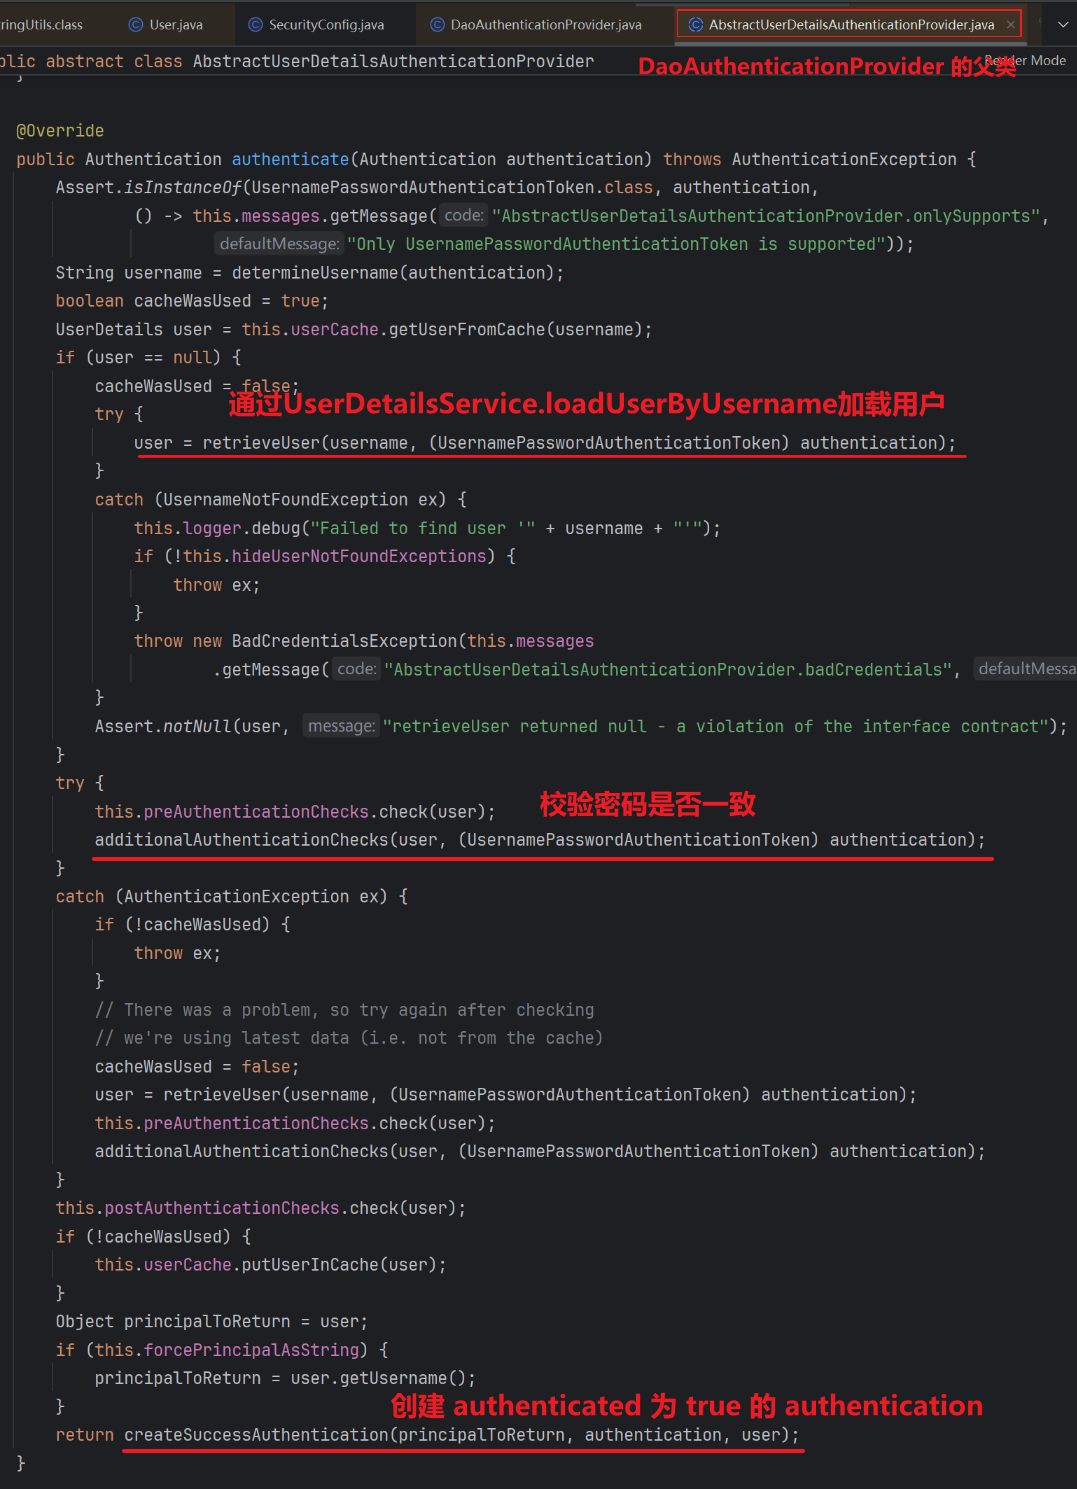 ringUtils.class User.java SecurityConfig.java DaoAuthenticationProvider.java AbstractUserDetailsAuthenticationProvider.java
blic abstract class AbstractUserDetailsAuthenticationProvider DaoAuthenticationProvider 的父类 Reader Mode
}
@Override
public Authentication authenticate(Authentication authentication) throws AuthenticationException {
Assert.isInstanceOf(UsernamePasswordAuthenticationToken.class, authentication,
() -> this.messages.getMessage( code: "AbstractUserDetailsAuthenticationProvider.onlySupports",
defaultMessage: "Only UsernamePasswordAuthenticationToken is supported"));
String username = determineUsername(authentication);
boolean cacheWasUsed = true;
UserDetails user = this.userCache.getUserFromCache(username);
if (user == null) {
cacheWasUsed = false;
通过UserDetailsService.loadUserByUsername加载用户
try {
user = retrieveUser(username, (UsernamePasswordAuthenticationToken) authentication);
}
catch (UsernameNotFoundException ex) {
this.logger.debug("Failed to find user '" + username + "'");
if (!this.hideUserNotFoundExceptions) {
throw ex;
}
throw new BadCredentialsException(this.messages
.getMessage( code: "AbstractUserDetailsAuthenticationProvider.badCredentials", defaultMessa
}
Assert.notNull(user, message: "retrieveUser returned null - a violation of the interface contract");
}
try {
this.preAuthenticationChecks.check(user); 校验密码是否一致
additionalAuthenticationChecks(user, (UsernamePasswordAuthenticationToken) authentication);
}
catch (AuthenticationException ex) {
if (!cacheWasUsed) {
throw ex;
}
// There was a problem, so try again after checking
// we're using latest data (i.e. not from the cache)
cacheWasUsed = false;
user = retrieveUser(username, (UsernamePasswordAuthenticationToken) authentication);
this.preAuthenticationChecks.check(user);
additionalAuthenticationChecks(user, (UsernamePasswordAuthenticationToken) authentication);
}
this.postAuthenticationChecks.check(user);
if (!cacheWasUsed) {
this.userCache.putUserInCache(user);
}
Object principalToReturn = user;
if (this.forcePrincipalAsString) {
principalToReturn = user.getUsername();
} 创建 authenticated 为 true 的 authentication
return createSuccessAuthentication(principalToReturn, authentication, user);
}